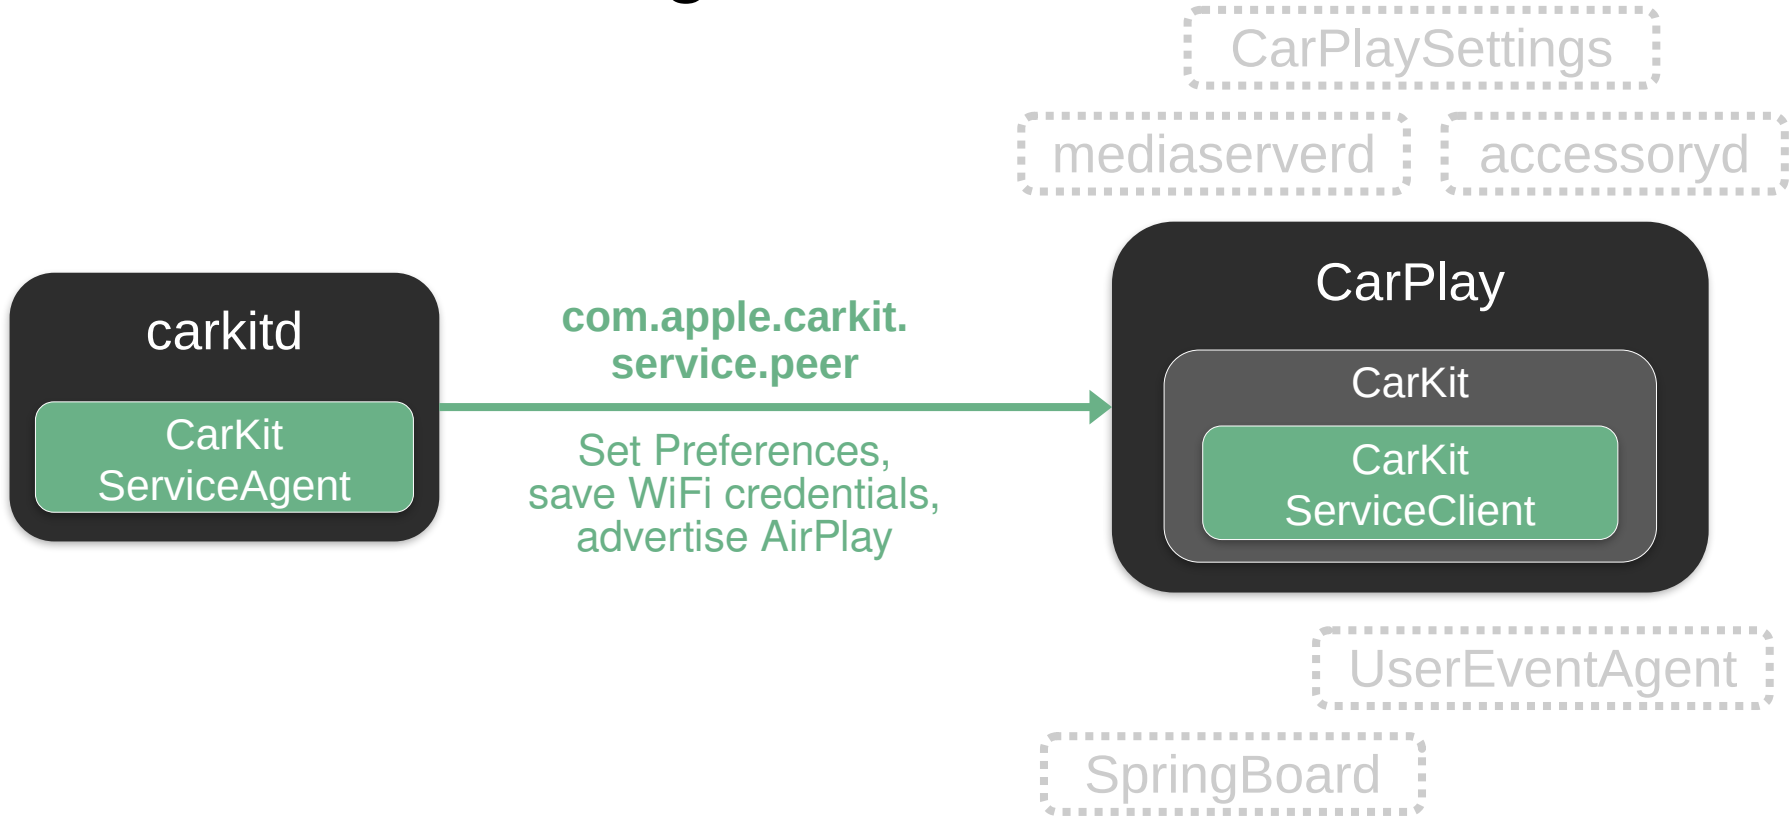 CarPlaySettings
mediaserverd
accessoryd
CarPlay
carkitd
com.apple.carkit.
service.peer
CarKit
CarKit
ServiceAgent
Set Preferences,
save WiFi credentials,
advertise AirPlay
CarKit
ServiceClient
UserEventAgent
SpringBoard